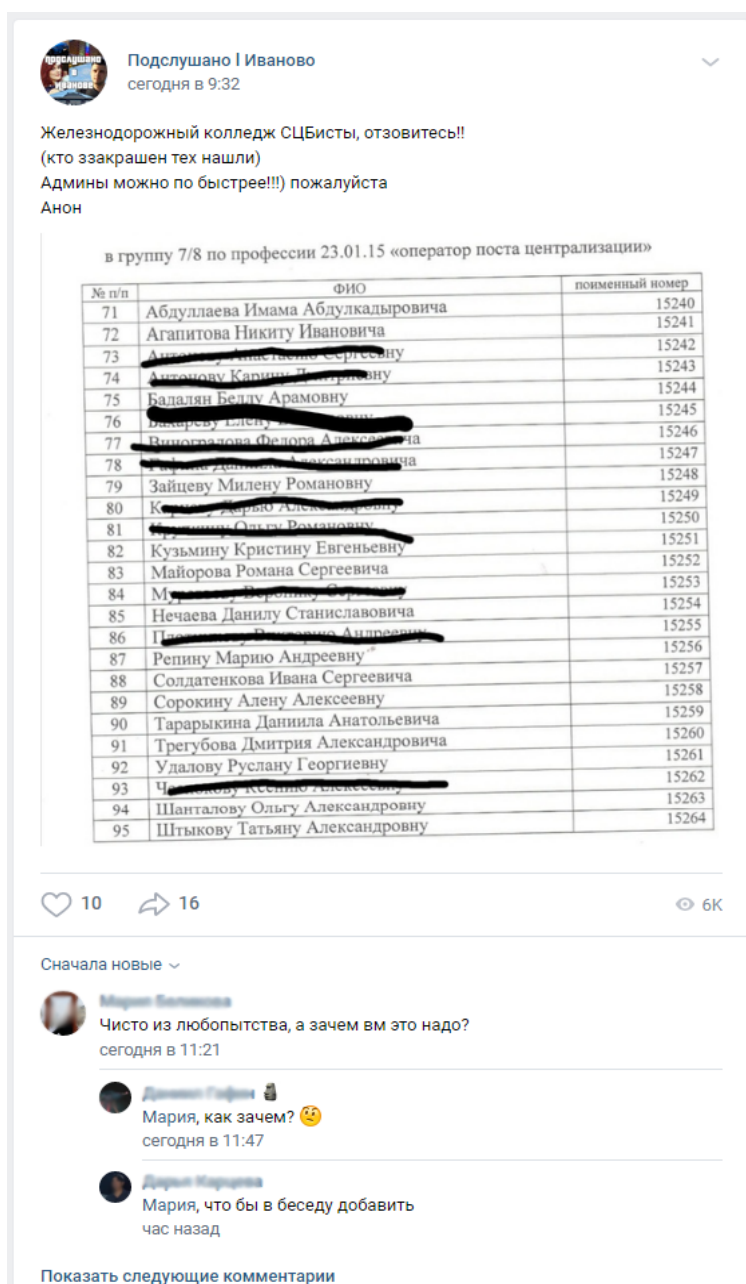 подслушано
в
иванове
Подслушано | Иваново
сегодня в 9:32
Железнодорожный колледж СЦБисты, отзовитесь!!
(кто ззакрашен тех нашли)
Админы можно по быстрее!!!) пожалуйста
Анон
в группу 7/8 по профессии 23.01.15 «оператор поста централизации»
№ п/п ФИО поименный номер
71 Абдуллаева Имама Абдулкадыровича 15240
72 Агапитова Никиту Ивановича 15241
73 15242
74 15243
75 Бадалян Беллу Арамовну 15244
76 15245
77 15246
78 15247
79 Зайцеву Милену Романовну 15248
80 15249
81 15250
82 Кузьмину Кристину Евгеньевну 15251
83 Майорова Романа Сергеевича 15252
84 15253
85 Нечаева Данилу Станиславовича 15254
86 15255
87 Репину Марию Андреевну 15256
88 Солдатенкова Ивана Сергеевича 15257
89 Сорокину Алену Алексеевну 15258
90 Тарарыкина Даниила Анатольевича 15259
91 Трегубова Дмитрия Александровича 15260
92 Удалову Руслану Георгиевну 15261
93 15262
94 Шанталову Ольгу Александровну 15263
95 Штыкову Татьяну Александровну 15264
10 16 6K
Сначала новые
Чисто из любопытства, а зачем вм это надо?
сегодня в 11:21
Мария, как зачем? 🤨
сегодня в 11:47
Мария, что бы в беседу добавить
час назад
Показать следующие комментарии